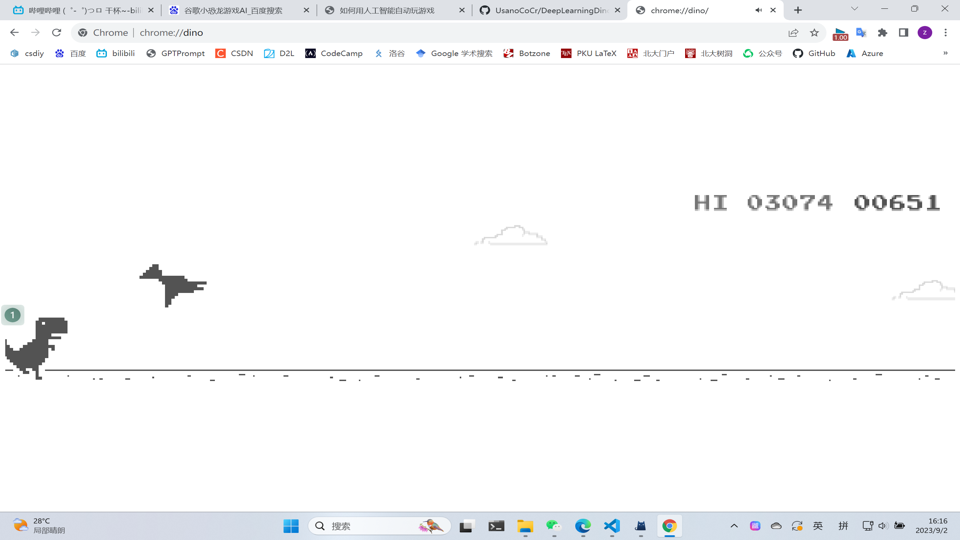 哔哩哔哩 (゜-゜)つロ 干杯~-bili
谷歌小恐龙游戏AI_百度搜索
如何用人工智能自动玩游戏
UsanoCoCr/DeepLearningDin
chrome://dino/
Chrome | chrome://dino
1.00
z
csdiy 百度 bilibili GPTPrompt CSDN D2L CodeCamp 洛谷 Google 学术搜索 Botzone PKU LaTeX 北大门户 北大树洞 公众号 GitHub Azure »
HI 03074 00651
1
28°C
局部晴朗
搜索
英 拼
16:16
2023/9/2